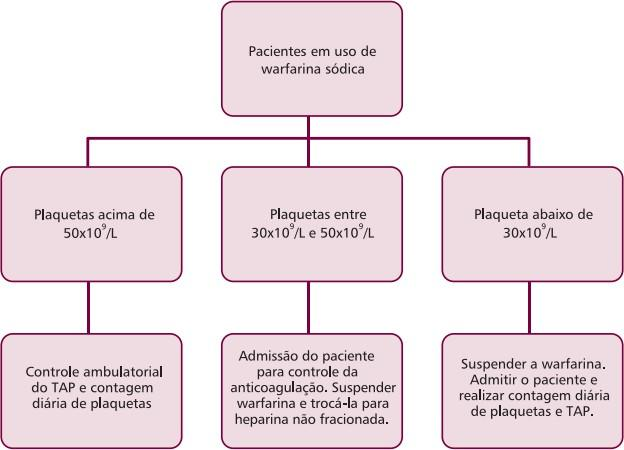 Pacientes em uso de
warfarina sódica
Plaquetas acima de
50x10⁹/L
Plaquetas entre
30x10⁹/L e 50x10⁹/L
Plaqueta abaixo de
30x10⁹/L
Controle ambulatorial
do TAP e contagem
diária de plaquetas
Admissão do paciente
para controle da
anticoagulação. Suspender
warfarina e trocá-la para
heparina não fracionada.
Suspender a warfarina.
Admitir o paciente e
realizar contagem diária
de plaquetas e TAP.